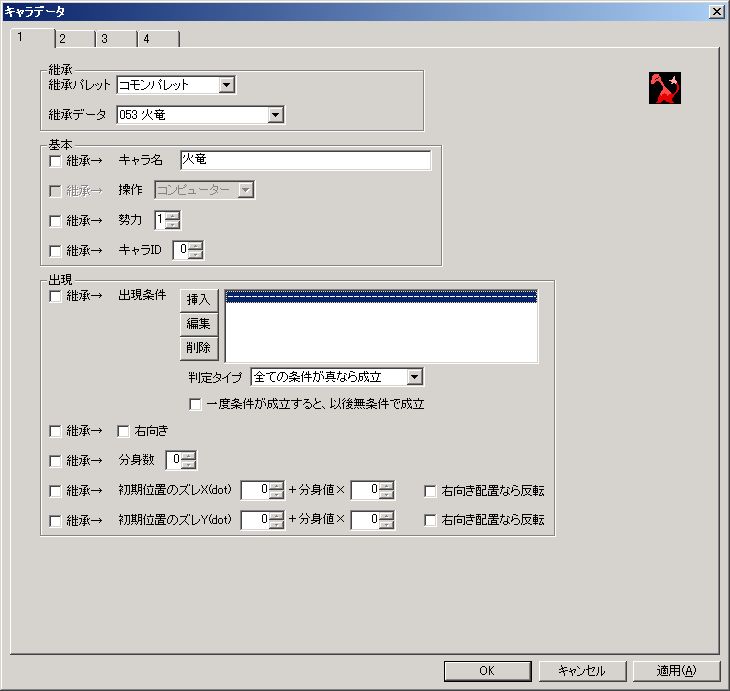 キャラデータ
1 2 3 4
継承
継承パレット コモンパレット
継承データ 053 火竜
基本
継承→ キャラ名 火竜
継承→ 操作 コンピューター
継承→ 勢力 1
継承→ キャラID 0
出現
継承→ 出現条件 挿入
編集
削除
判定タイプ 全ての条件が真なら成立
一度条件が成立すると、以後無条件で成立
継承→ 右向き
継承→ 分身数 0
継承→ 初期位置のズレX(dot) 0 +分身値× 0 右向き配置なら反転
継承→ 初期位置のズレY(dot) 0 +分身値× 0 右向き配置なら反転
OK キャンセル 適用(A)